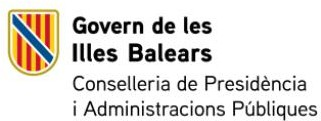 Govern de les
Illes Balears
Conselleria de Presidència
i Administracions Públiques